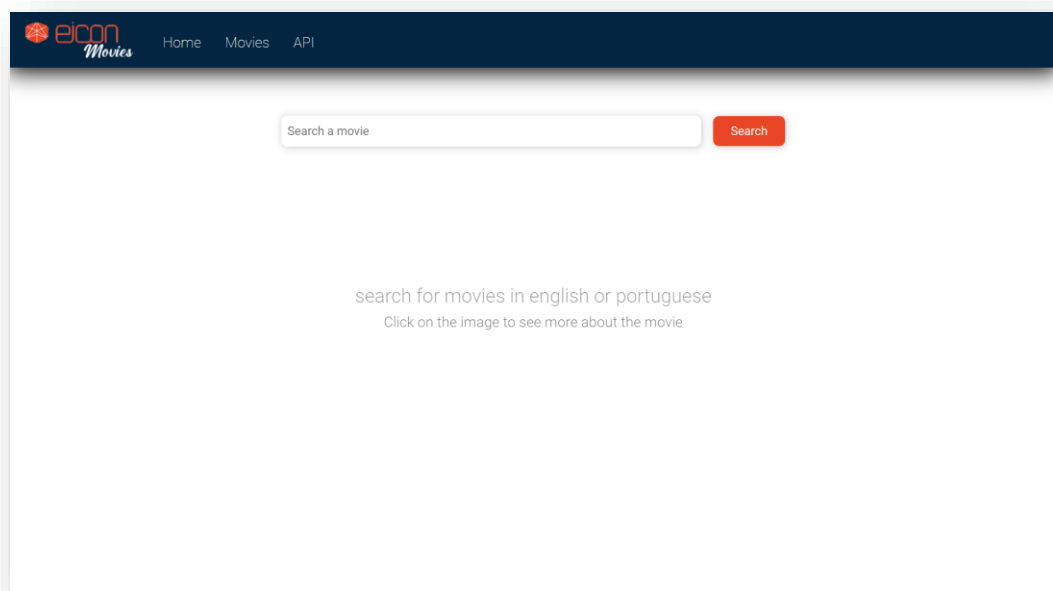 eicon
Movies
Home Movies API
Search a movie
Search
search for movies in english or portuguese
Click on the image to see more about the movie